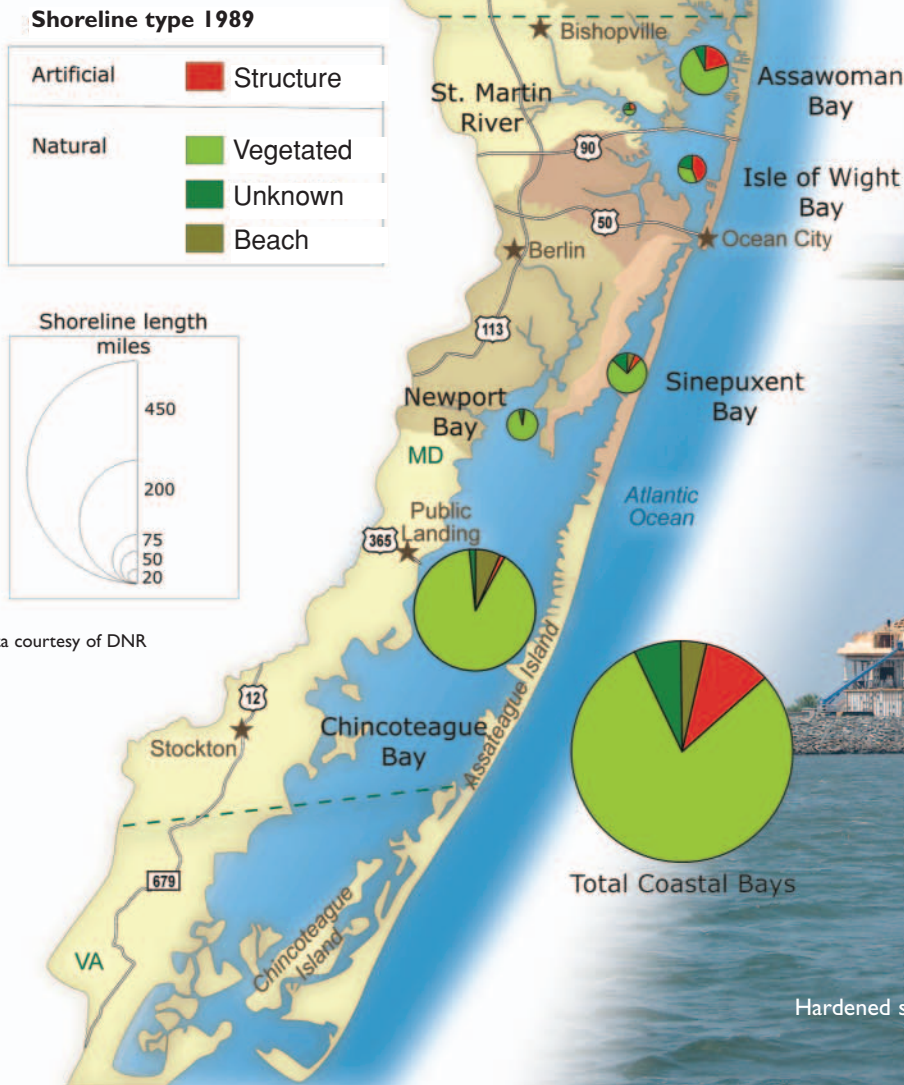 Shoreline type 1989
Artificial
Structure
Natural
Vegetated
Unknown
Beach
Shoreline length
miles
450
200
75
50
20
a courtesy of DNR
Bishopville
St. Martin
River
90
Assawoman
Bay
Isle of Wight
Bay
50
Ocean City
Berlin
113
Sinepuxent
Bay
Newport
Bay
MD
Atlantic
Ocean
Public
Landing
365
Assateague Island
12
Stockton
Chincoteague
Bay
679
Total Coastal Bays
Chincoteague
Island
VA
Hardened s